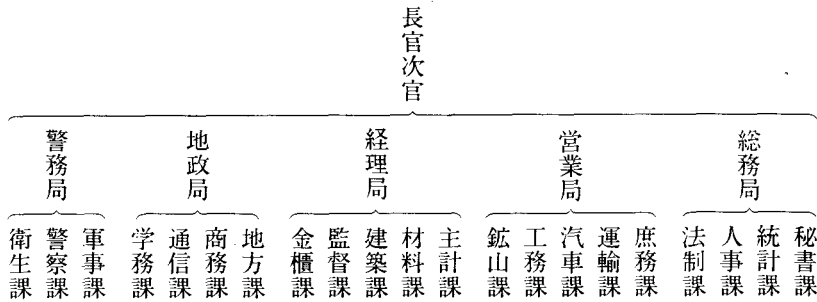 長官次官
総務局
秘書課
統計課
人事課
法制課
営業局
庶務課
運輸課
汽車課
工務課
鉱山課
経理局
主計課
材料課
建築課
監督課
金櫃課
地政局
地方課
商務課
通信課
学務課
警務局
軍事課
警察課
衛生課